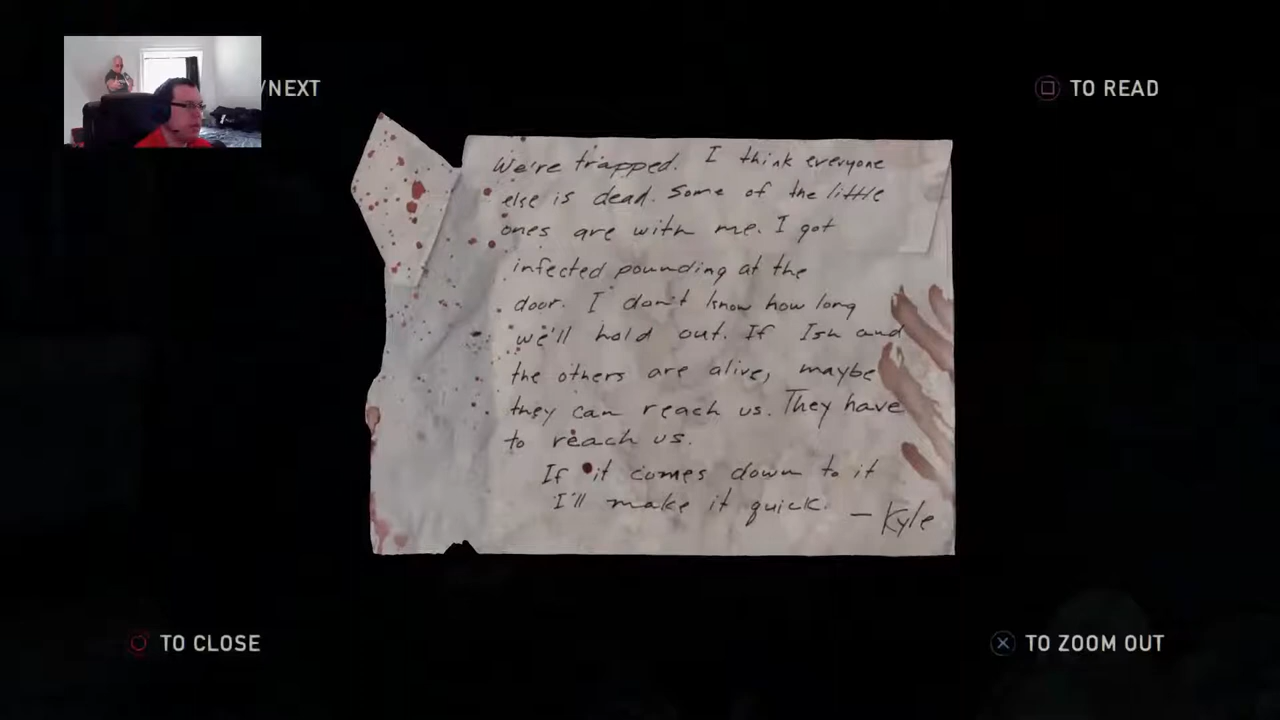 /NEXT
TO READ
We're trapped. I think everyone
else is dead. Some of the little
ones are with me. I got
infected pounding at the
door. I don't know how long
we'll hold out. If Ish and
the others are alive, maybe
they can reach us. They have
to reach us.
If it comes down to it
I'll make it quick. — Kyle
TO CLOSE
TO ZOOM OUT